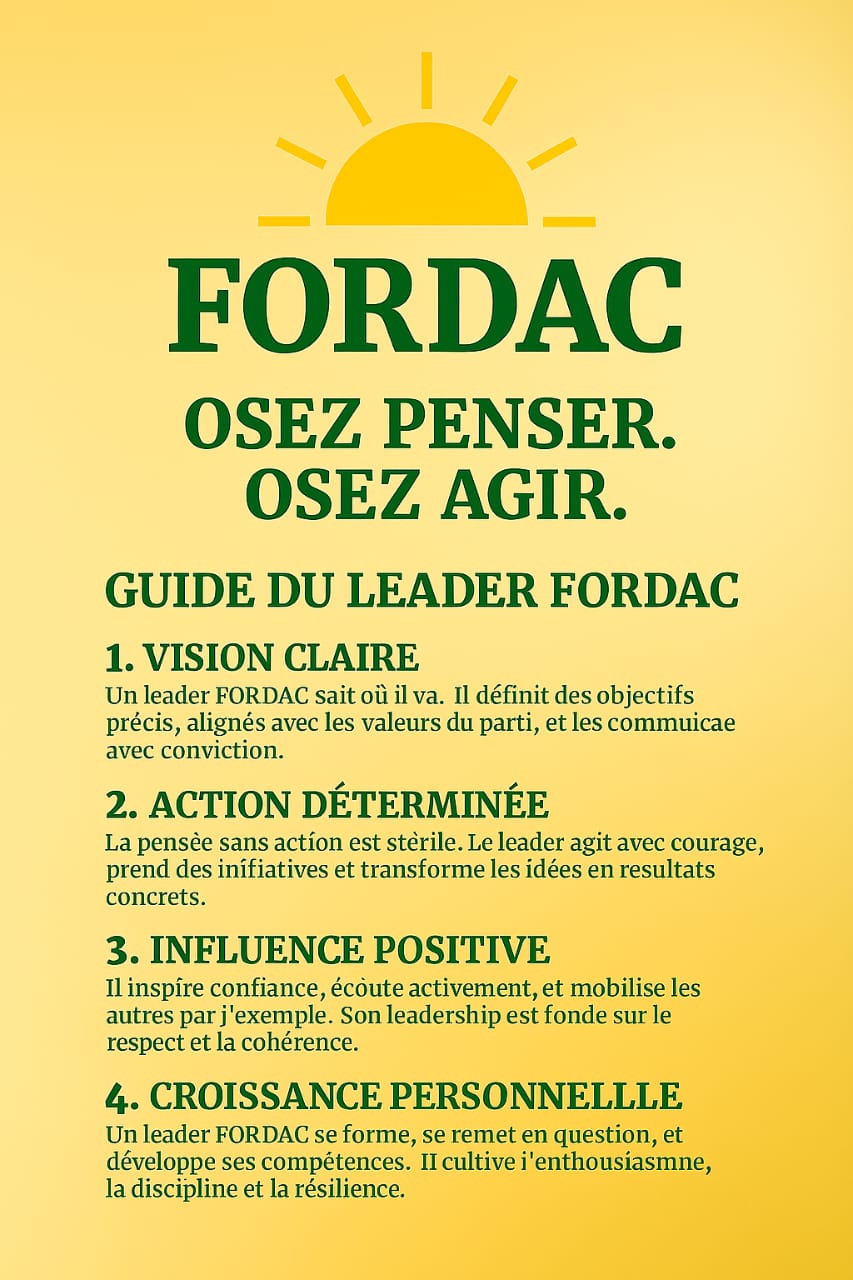 FORDAC
OSEZ PENSER.
OSEZ AGIR.
GUIDE DU LEADER FORDAC
1. VISION CLAIRE
Un leader FORDAC sait où il va. Il définit des objectifs
précis, alignés avec les valeurs du parti, et les commuicae
avec conviction.
2. ACTION DÉTERMINÉE
La pensèe sans actíon est stèrile. Le leader agit avec courage,
prend des inífiatives et transforme les ídées en resultats
concrets.
3. INFLUENCE POSITIVE
Il inspíre confiance, écòute activement, et mobilise les
autres par j'exemple. Son leadership est fonde sur le
respect et la cohérence.
4. CROISSANCE PERSONNELLLE
Un leader FORDAC se forme, se remet en question, et
développe ses compétences. II cultive i'enthousíasmne,
la discipline et la résilience.